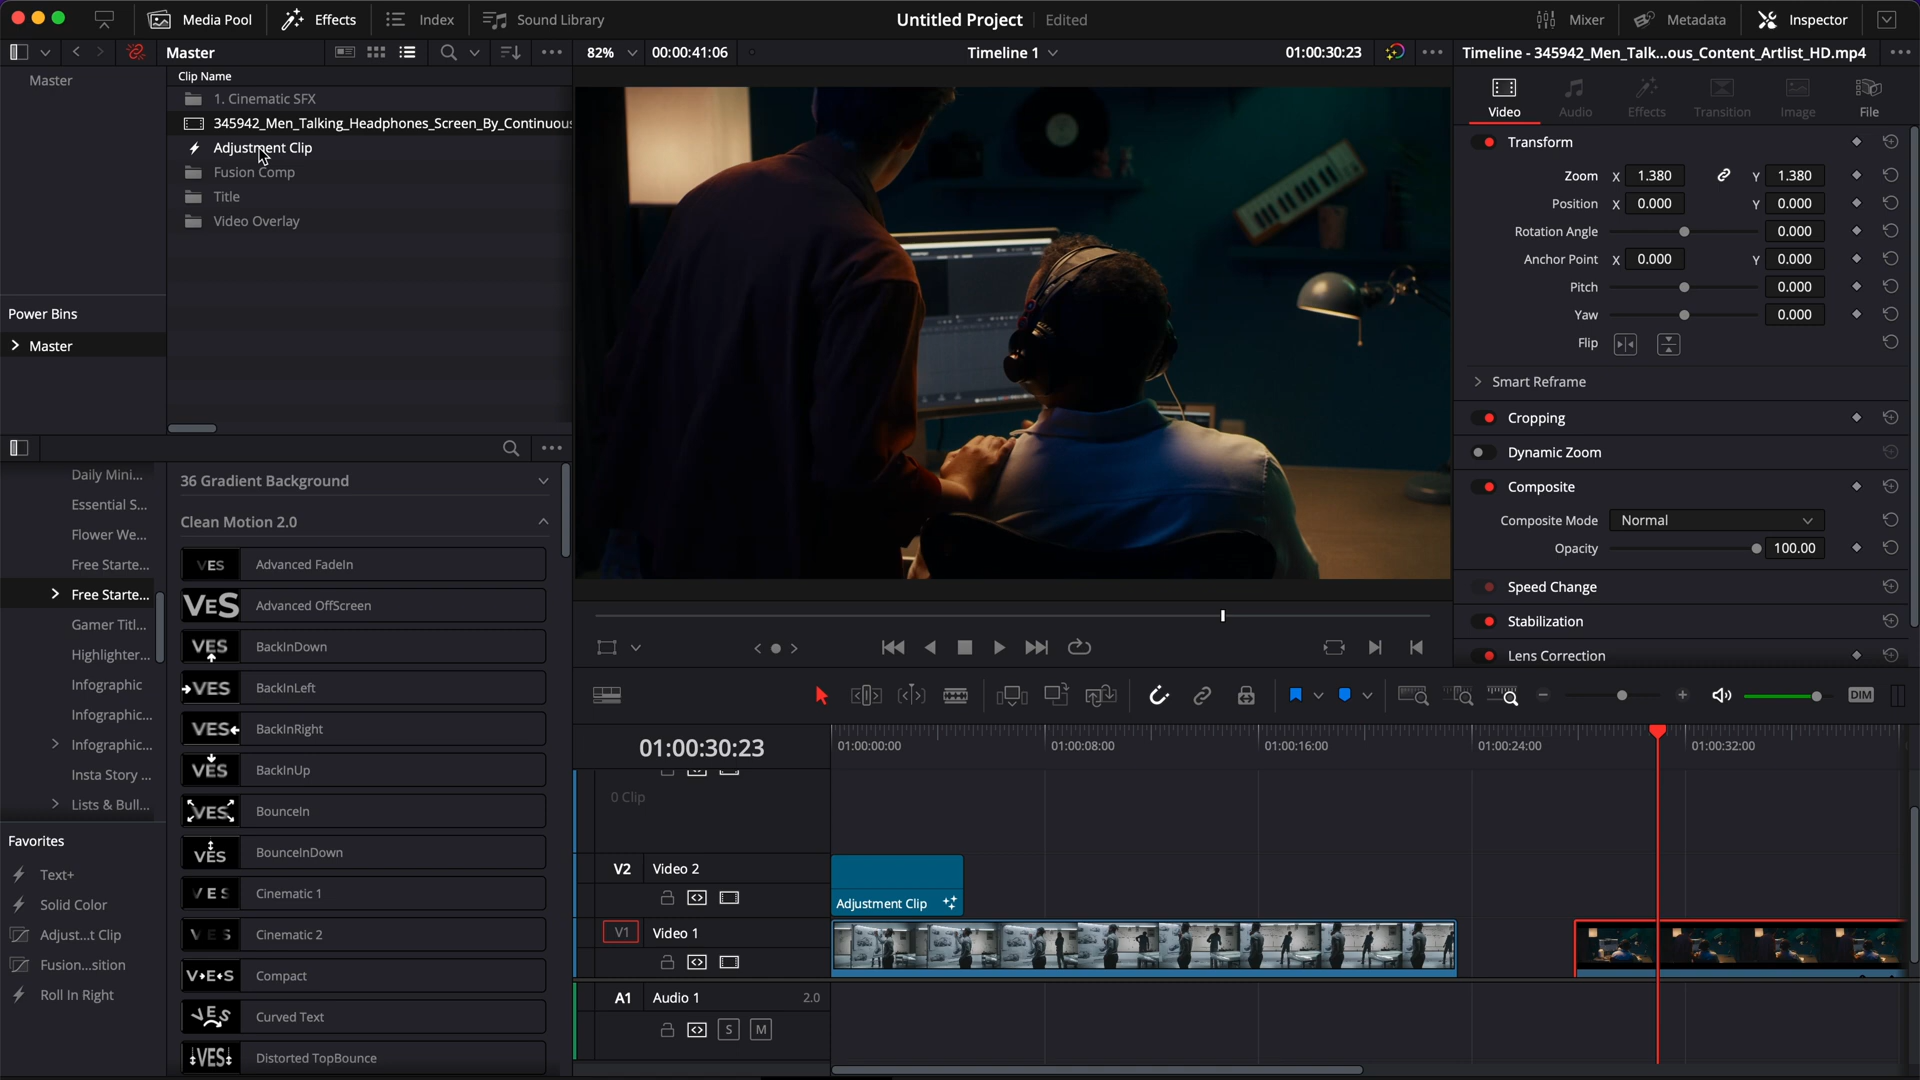 Media Pool
Effects
Index
Sound Library
Untitled Project
Edited
Mixer
Metadata
Inspector
Master
82%
00:00:41:06
Timeline 1
01:00:30:23
Timeline - 345942_Men_Talk...ous_Content_Artlist_HD.mp4
Master
Clip Name
1. Cinematic SFX
345942_Men_Talking_Headphones_Screen_By_Continuous
Adjustment Clip
Fusion Comp
Title
Video Overlay
Power Bins
Master
Video
Audio
Effects
Transition
Image
File
Transform
Zoom X 1.380 Y 1.380
Position X 0.000 Y 0.000
Rotation Angle 0.000
Anchor Point X 0.000 Y 0.000
Pitch 0.000
Yaw 0.000
Flip
Smart Reframe
Cropping
Dynamic Zoom
Composite
Composite Mode Normal
Opacity 100.00
Speed Change
Stabilization
Lens Correction
Daily Mini...
Essential S...
Flower We...
Free Starte...
Free Starte...
Gamer Titl...
Highlighter...
Infographic
Infographic...
Infographic...
Insta Story ...
Lists & Bull...
Favorites
Text+
Solid Color
Adjust...t Clip
Fusion...sition
Roll In Right
36 Gradient Background
Clean Motion 2.0
VES Advanced FadeIn
VES Advanced OffScreen
VES BackInDown
VES BackInLeft
VES BackInRight
VES BackInUp
VES BounceIn
VES BounceInDown
VES Cinematic 1
VES Cinematic 2
VES Compact
VES Curved Text
VES Distorted TopBounce
DIM
01:00:30:23
01:00:00:00
01:00:08:00
01:00:16:00
01:00:24:00
01:00:32:00
0 Clip
V2 Video 2
Adjustment Clip
V1 Video 1
A1 Audio 1 2.0
S M